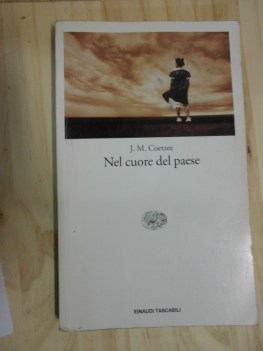 J. M. Coetzee
Nel cuore del paese
EINAUDI TASCABILI